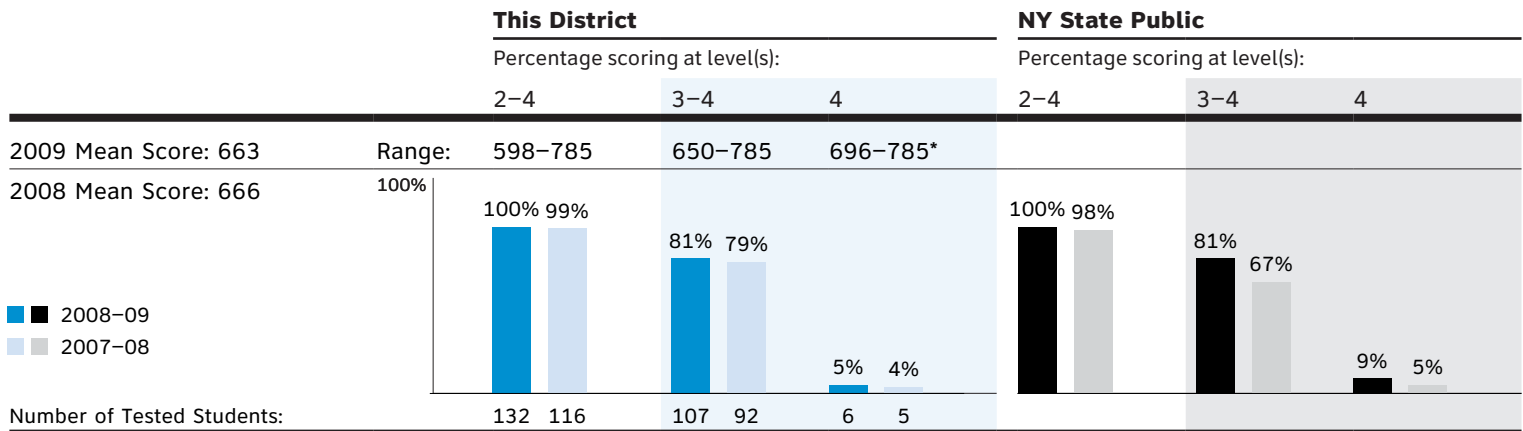 This District NY State Public
Percentage scoring at level(s): Percentage scoring at level(s):
2–4 3–4 4 2–4 3–4 4
2009 Mean Score: 663 Range: 598–785 650–785 696–785*
2008 Mean Score: 666 100%
100% 99% 81% 79% 5% 4% 100% 98% 81% 67% 9% 5%
2008–09
2007–08
Number of Tested Students: 132 116 107 92 6 5